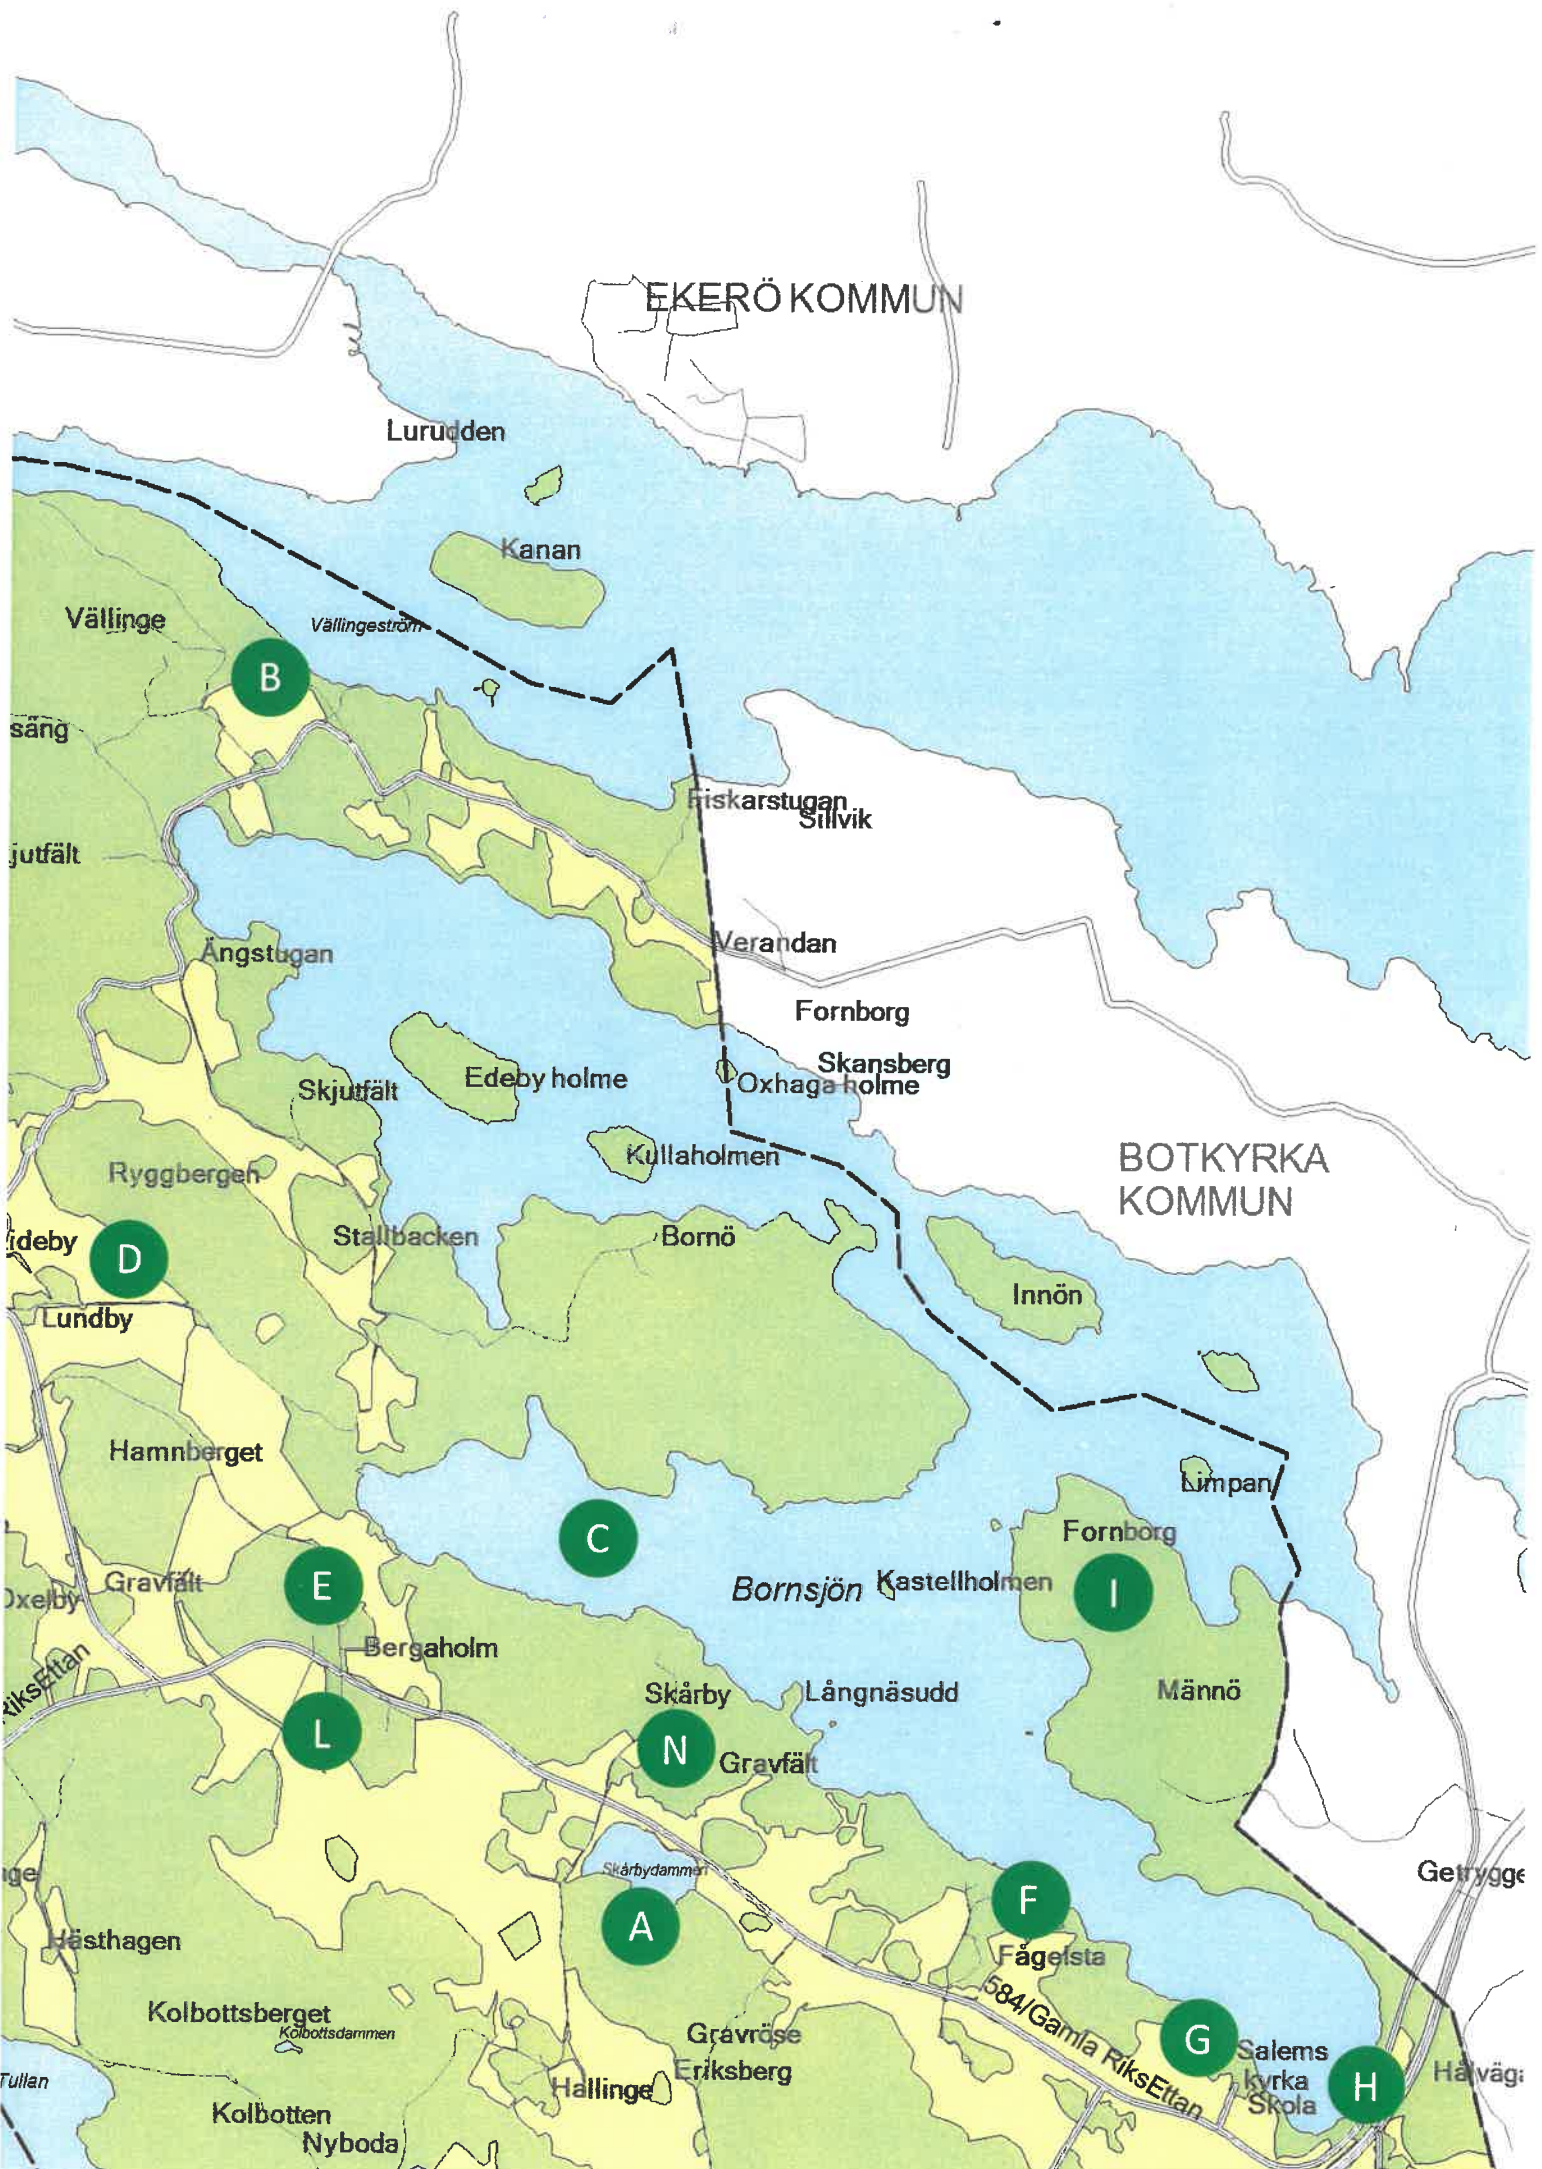 EKERÖ KOMMUN
Lurudden
Kanan
Vällinge
Vällingeström
B
säng
Fiskarstugan
Sillvik
jutfält
Verandan
Ängstugan
Fornborg
Skansberg
Edeby holme
Oxhaga holme
Skjutfält
Kullaholmen
BOTKYRKA
KOMMUN
Ryggbergen
Stallbacken
Bornö
ideby
D
Innön
Lundby
Hamnberget
Limpan
C
Fornborg
Gravfält
E
Bornsjön
Kastellholmen
I
Oxelby
Bergaholm
RiksEttan
Skårby
Långnäsudd
Männö
L
N
Gravfält
Skårbydammen
nge
Getrygge
F
A
Hästhagen
Fågelsta
584/Gamla RiksEttan
Kolbottsberget
Kolbottsdammen
Gravröse
G
Salems
kyrka
Skola
H
Hålväga
Eriksberg
Tullan
Hallinge
Kolbotten
Nyboda